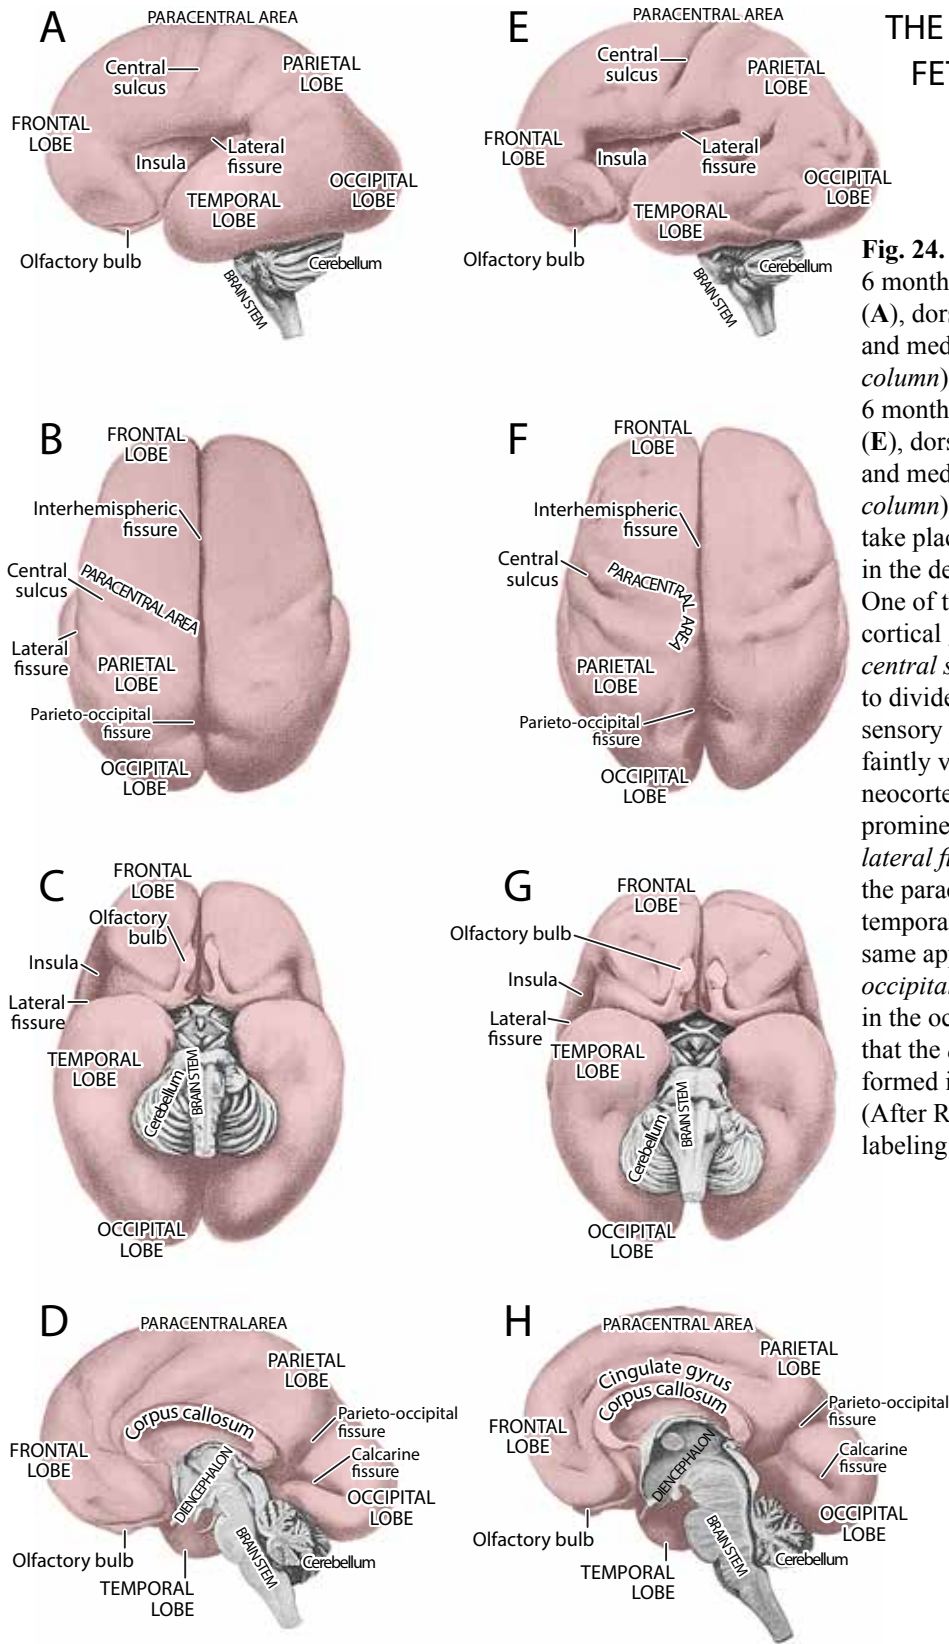 A
PARACENTRAL AREA
Central
sulcus
PARIETAL
LOBE
FRONTAL
LOBE
Insula
Lateral
fissure
TEMPORAL
LOBE
OCCIPITAL
LOBE
Olfactory bulb
BRAIN STEM
Cerebellum
E
PARACENTRAL AREA
Central
sulcus
PARIETAL
LOBE
FRONTAL
LOBE
Insula
Lateral
fissure
OCCIPITAL
LOBE
TEMPORAL
LOBE
Olfactory bulb
BRAIN STEM
Cerebellum
B
FRONTAL
LOBE
Interhemispheric
fissure
Central
sulcus
PARACENTRAL AREA
Lateral
fissure
PARIETAL
LOBE
Parieto-occipital
fissure
OCCIPITAL
LOBE
F
FRONTAL
LOBE
Interhemispheric
fissure
Central
sulcus
PARACENTRAL
AREA
PARIETAL
LOBE
Parieto-occipital
fissure
OCCIPITAL
LOBE
C
FRONTAL
LOBE
Olfactory
bulb
Insula
Lateral
fissure
TEMPORAL
LOBE
Cerebellum
BRAIN STEM
OCCIPITAL
LOBE
G
FRONTAL
LOBE
Olfactory bulb
Insula
Lateral
fissure
TEMPORAL
LOBE
Cerebellum
BRAIN STEM
OCCIPITAL
LOBE
D
PARACENTRAL AREA
PARIETAL
LOBE
Corpus callosum
Parieto-occipital
fissure
FRONTAL
LOBE
Calcarine
fissure
DIENCEPHALON
OCCIPITAL
LOBE
BRAIN STEM
Olfactory bulb
Cerebellum
TEMPORAL
LOBE
H
PARACENTRAL AREA
PARIETAL
LOBE
Cingulate gyrus
Corpus callosum
Parieto-occipital
fissure
FRONTAL
LOBE
Calcarine
fissure
DIENCEPHALON
OCCIPITAL
LOBE
BRAIN STEM
Olfactory bulb
Cerebellum
TEMPORAL
LOBE
THE
FET
Fig. 24.
6 month
(A), dors
and med
column)
6 month
(E), dors
and med
column)
take plac
in the de
One of t
cortical
central s
to divide
sensory
faintly v
neocorte
promine
lateral fi
the parac
tempora
same app
occipital
in the oc
that the
formed i
(After R
labeling